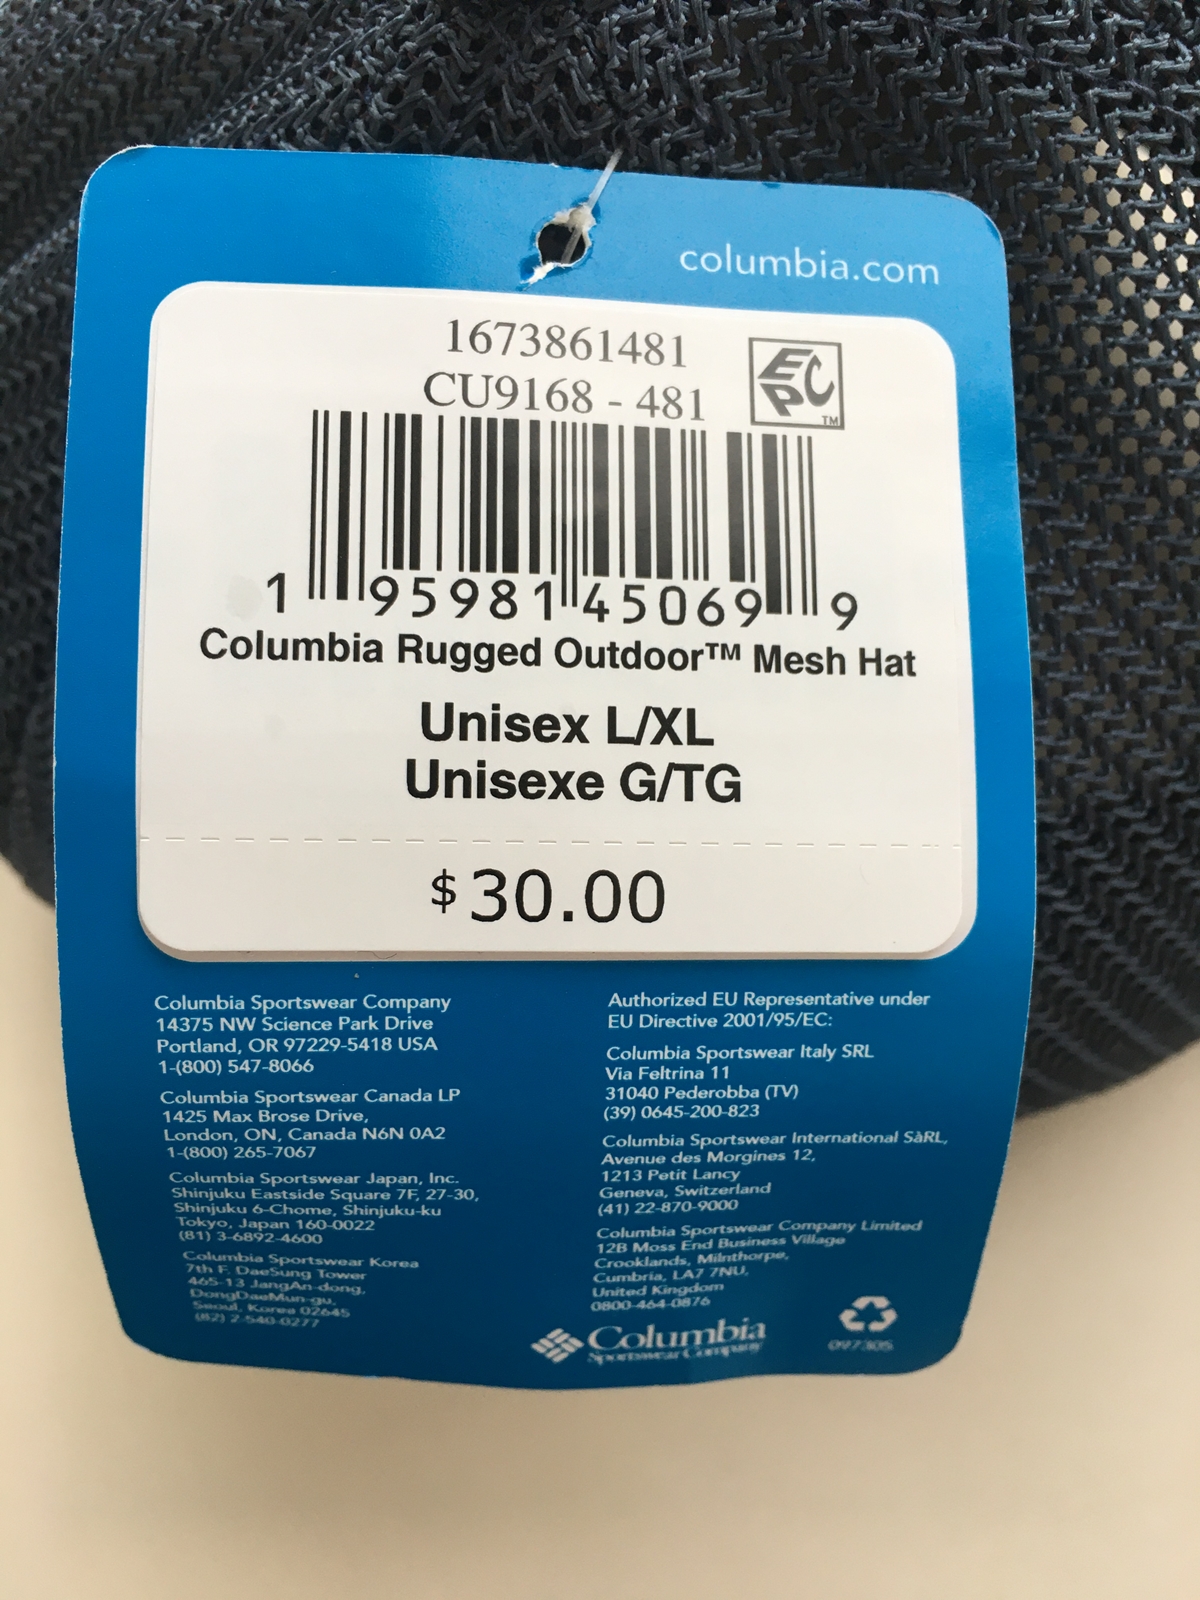 columbia.com
1673861481
CU9168 - 481
EPC™
1 95981 45069 9
Columbia Rugged Outdoor™ Mesh Hat
Unisex L/XL
Unisexe G/TG
$30.00
Columbia Sportswear Company
14375 NW Science Park Drive
Portland, OR 97229-5418 USA
1-(800) 547-8066
Columbia Sportswear Canada LP
1425 Max Brose Drive,
London, ON, Canada N6N 0A2
1-(800) 265-7067
Columbia Sportswear Japan, Inc.
Shinjuku Eastside Square 7F, 27-30,
Shinjuku 6-Chome, Shinjuku-ku
Tokyo, Japan 160-0022
(81) 3-6892-4600
Columbia Sportswear Korea
7th F. DaeSung Tower
465-13 JangAn-dong,
DongDaeMun-gu,
Seoul, Korea 02645
(82) 2-540-0277
Authorized EU Representative under
EU Directive 2001/95/EC:
Columbia Sportswear Italy SRL
Via Feltrina 11
31040 Pederobba (TV)
(39) 0645-200-823
Columbia Sportswear International SàRL,
Avenue des Morgines 12,
1213 Petit Lancy
Geneva, Switzerland
(41) 22-870-9000
Columbia Sportswear Company Limited
12B Moss End Business Village
Crooklands, Milnthorpe,
Cumbria, LA7 7NU,
United Kingdom
0800-464-0876
Columbia
Sportswear Company
097305